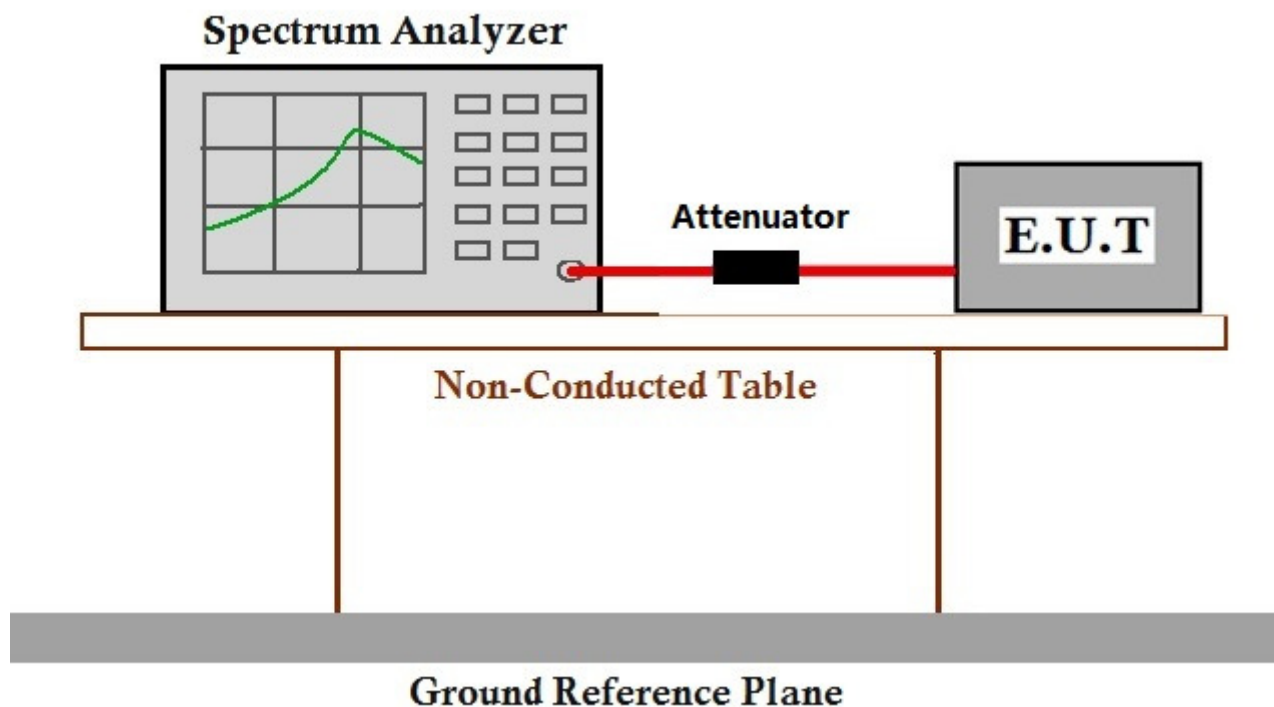 Spectrum Analyzer
Attenuator
E.U.T
Non-Conducted Table
Ground Reference Plane